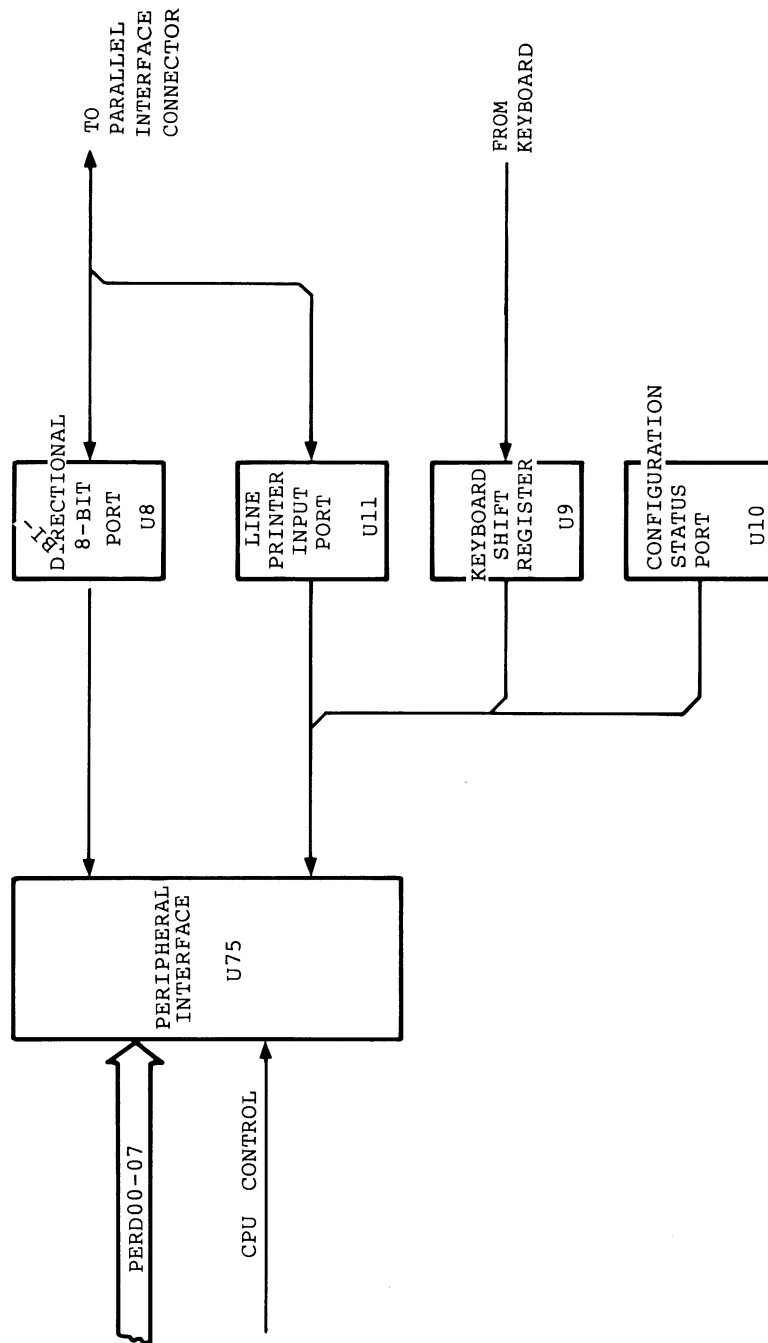 PERD00-07
CPU CONTROL
PERIPHERAL
INTERFACE
U75
BI-
DIRECTIONAL
8-BIT
PORT
U8
LINE
PRINTER
INPUT
PORT
U11
KEYBOARD
SHIFT
REGISTER
U9
CONFIGURATION
STATUS
PORT
U10
TO
PARALLEL
INTERFACE
CONNECTOR
FROM
KEYBOARD